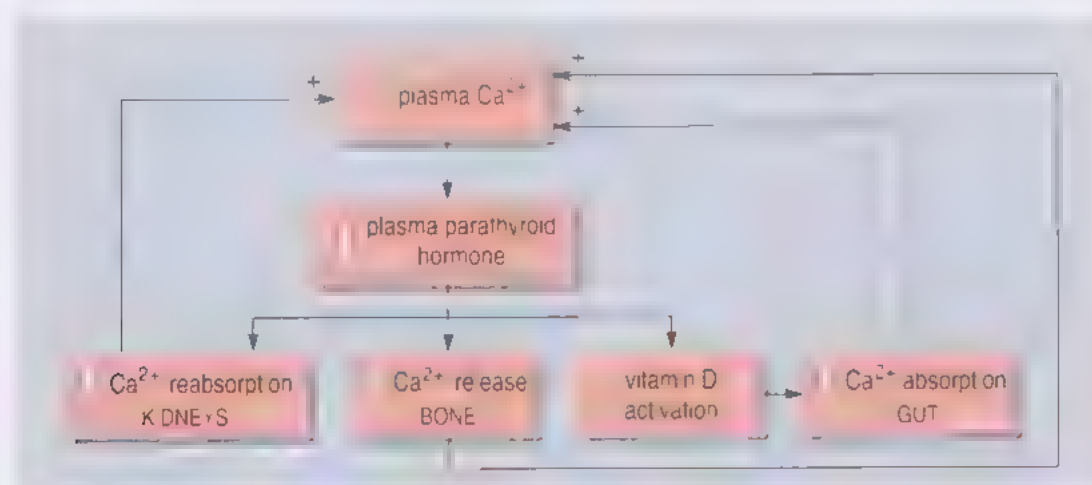 +
+
plasma Ca²⁺
+
plasma parathyroid
hormone
Ca²⁺ reabsorption
KIDNEYS
Ca²⁺ release
BONE
vitamin D
activation
Ca²⁺ absorption
GUT